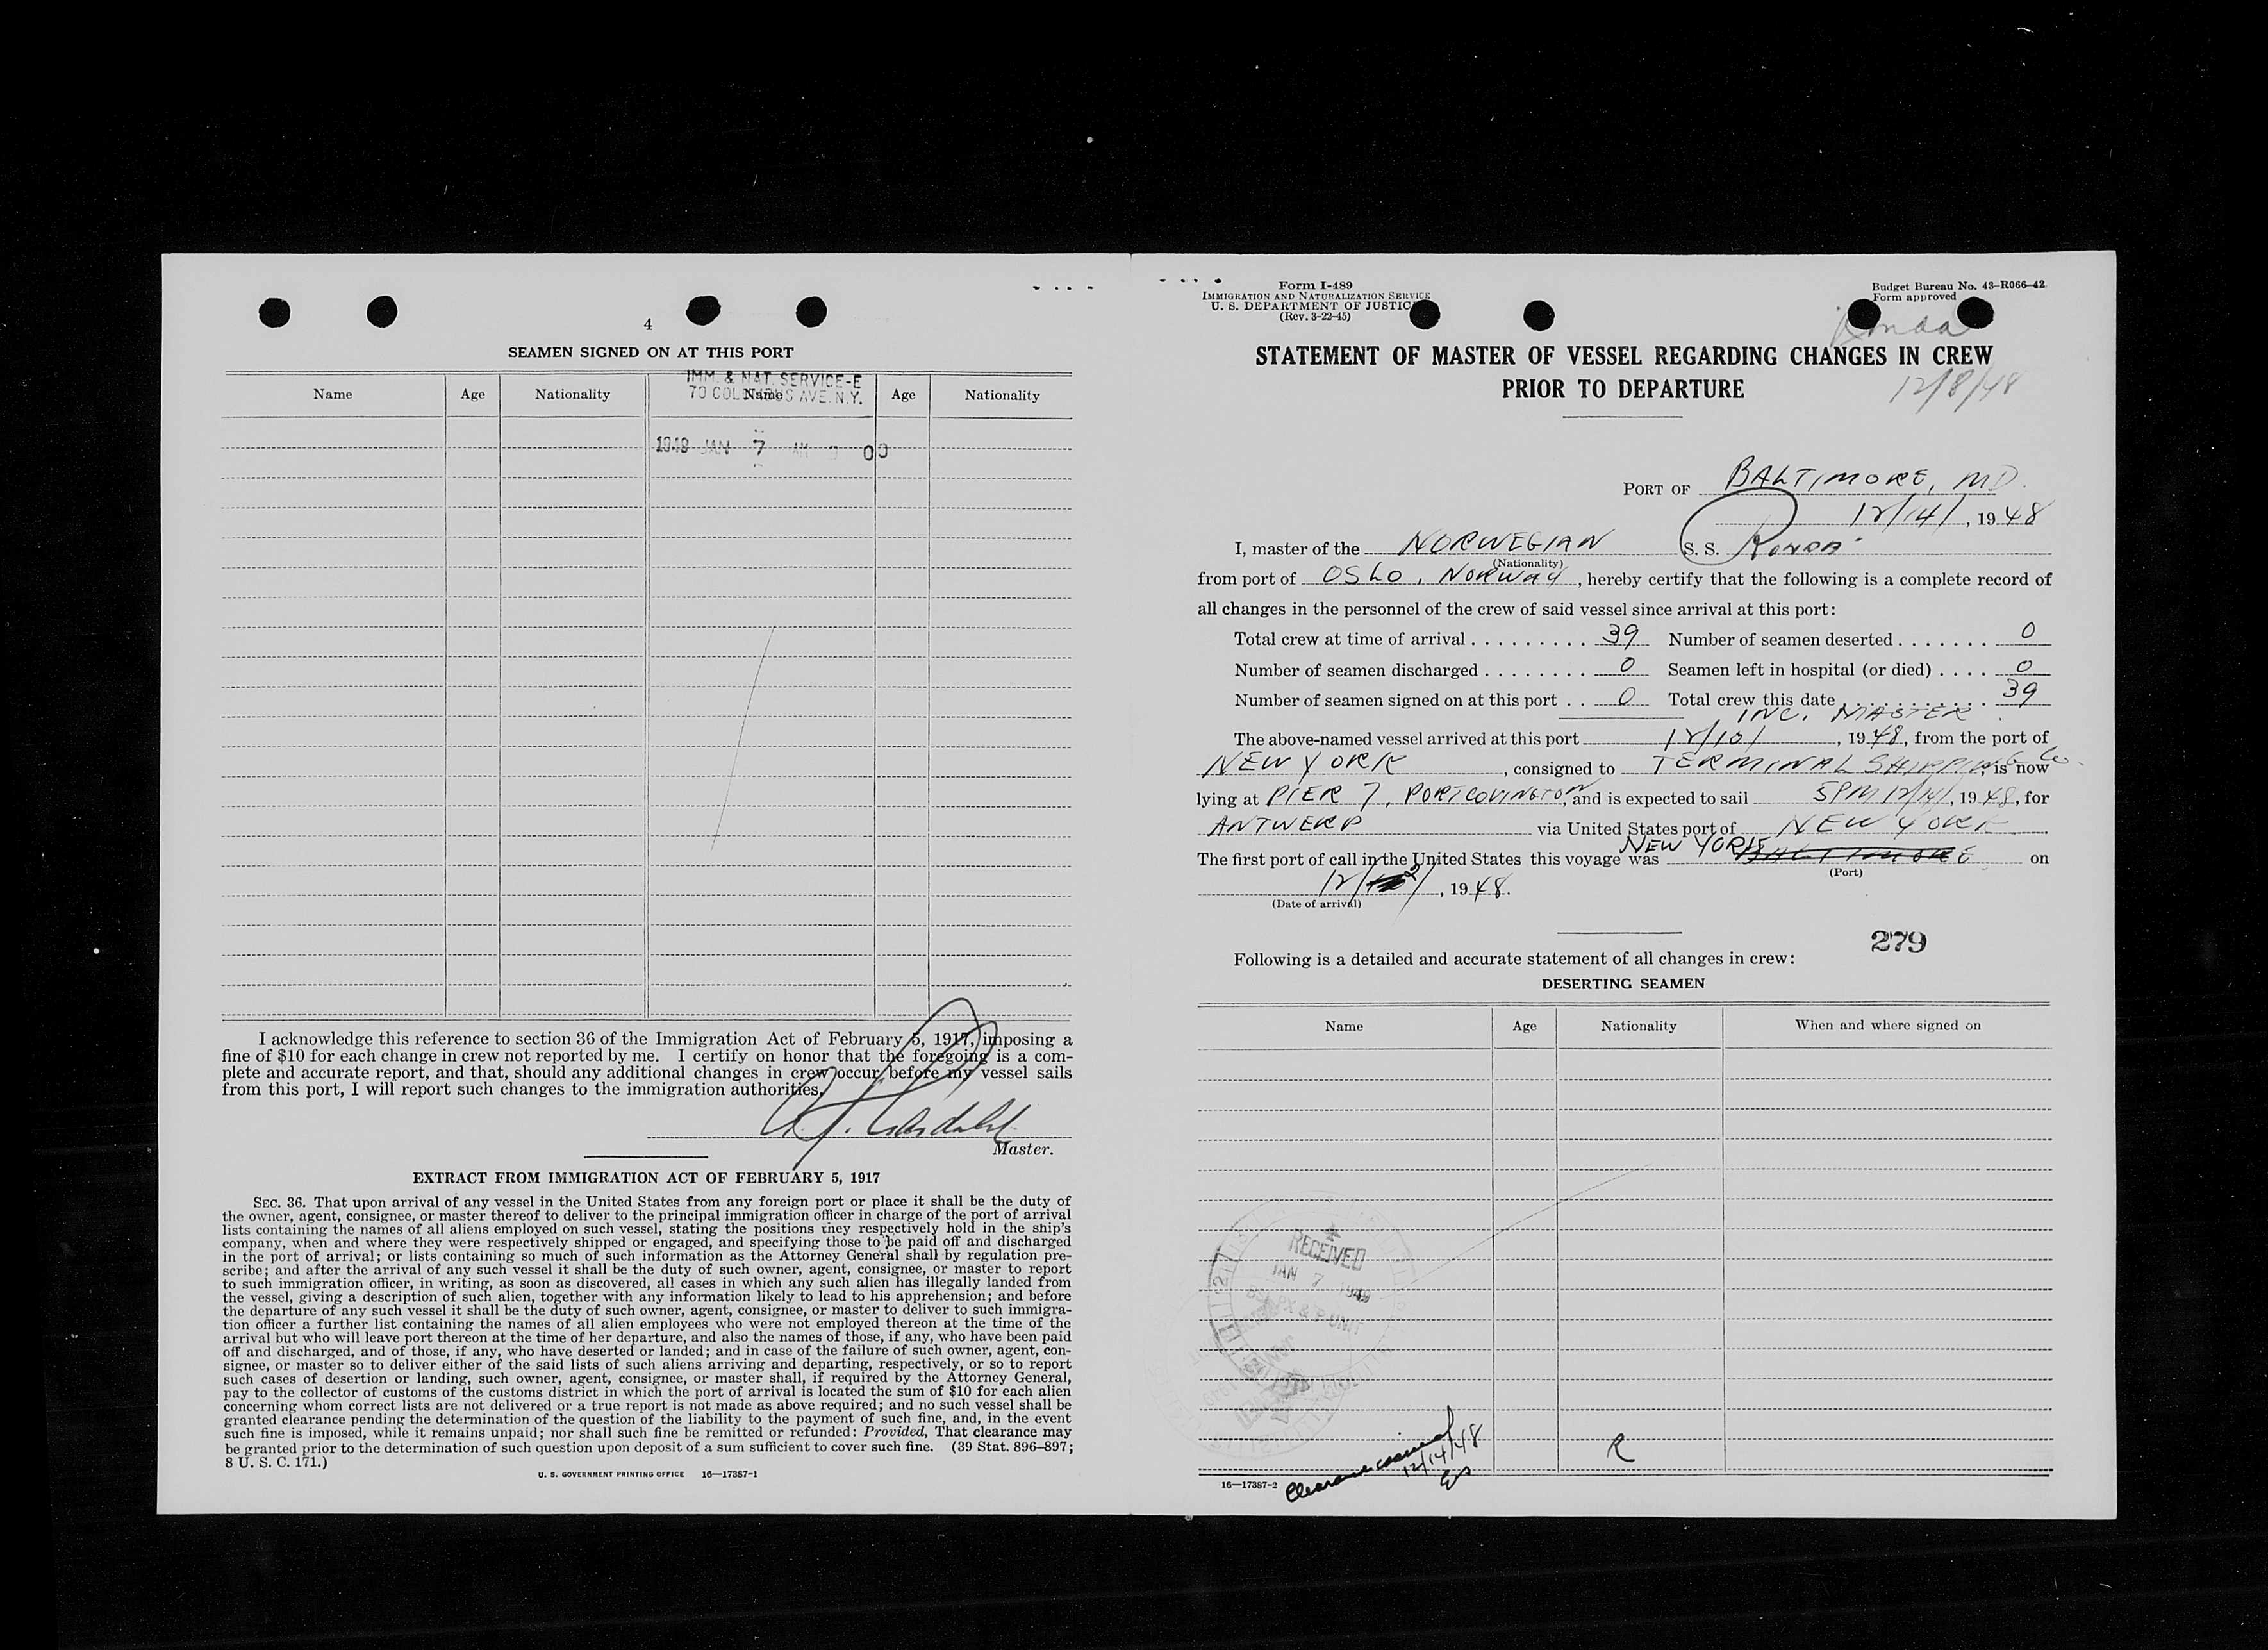 4
SEAMEN SIGNED ON AT THIS PORT
Name Age Nationality Name Age Nationality
IMM. & NAT. SERVICE-E
70 COLUMBUS AVE. N.Y.
1949 JAN 7 AM 9 00
I acknowledge this reference to section 36 of the Immigration Act of February 5, 1917, imposing a
fine of $10 for each change in crew not reported by me. I certify on honor that the foregoing is a com-
plete and accurate report, and that, should any additional changes in crew occur before my vessel sails
from this port, I will report such changes to the immigration authorities.
Master.
EXTRACT FROM IMMIGRATION ACT OF FEBRUARY 5, 1917
SEC. 36. That upon arrival of any vessel in the United States from any foreign port or place it shall be the duty of
the owner, agent, consignee, or master thereof to deliver to the principal immigration officer in charge of the port of arrival
lists containing the names of all aliens employed on such vessel, stating the positions they respectively hold in the ship's
company, when and where they were respectively shipped or engaged, and specifying those to be paid off and discharged
in the port of arrival; or lists containing so much of such information as the Attorney General shall by regulation pre-
scribe; and after the arrival of any such vessel it shall be the duty of such owner, agent, consignee, or master to report
to such immigration officer, in writing, as soon as discovered, all cases in which any such alien has illegally landed from
the vessel, giving a description of such alien, together with any information likely to lead to his apprehension; and before
the departure of any such vessel it shall be the duty of such owner, agent, consignee, or master to deliver to such immigra-
tion officer a further list containing the names of all alien employees who were not employed thereon at the time of the
arrival but who will leave port thereon at the time of her departure, and also the names of those, if any, who have been paid
off and discharged, and of those, if any, who have deserted or landed; and in case of the failure of such owner, agent, con-
signee, or master so to deliver either of the said lists of such aliens arriving and departing, respectively, or so to report
such cases of desertion or landing, such owner, agent, consignee, or master shall, if required by the Attorney General,
pay to the collector of customs of the customs district in which the port of arrival is located the sum of $10 for each alien
concerning whom correct lists are not delivered or a true report is not made as above required; and no such vessel shall be
granted clearance pending the determination of the question of the liability to the payment of such fine, and, in the event
such fine is imposed, while it remains unpaid; nor shall such fine be remitted or refunded: Provided, That clearance may
be granted prior to the determination of such question upon deposit of a sum sufficient to cover such fine. (39 Stat. 896–897;
8 U. S. C. 171.)
U. S. GOVERNMENT PRINTING OFFICE 16—17387-1
Form I-489
IMMIGRATION AND NATURALIZATION SERVICE
U. S. DEPARTMENT OF JUSTIC
(Rev. 3-22-45)
Budget Bureau No. 43-R066-42
Form approved
Ronda
STATEMENT OF MASTER OF VESSEL REGARDING CHANGES IN CREW
PRIOR TO DEPARTURE
12/8/48
PORT OF BALTIMORE, MD.
12/14/, 1948
I, master of the NORWEGIAN S. S. RONDA
(Nationality)
from port of OSLO, NORWAY, hereby certify that the following is a complete record of
all changes in the personnel of the crew of said vessel since arrival at this port:
Total crew at time of arrival . . . . . . . . . . 39 Number of seamen deserted . . . . . . . 0
Number of seamen discharged . . . . . . . . 0 Seamen left in hospital (or died) . . . . 0
Number of seamen signed on at this port . . 0 Total crew this date . . . . . . . . . . . 39
INC. MASTER
The above-named vessel arrived at this port 12/10/, 1948, from the port of
NEW YORK, consigned to TERMINAL SHIPPING Co., is now
lying at PIER 7, PORT COVINGTON, and is expected to sail 5PM 12/14/, 1948, for
ANTWERP via United States port of NEW YORK.
The first port of call in the United States this voyage was NEW YORK BALTIMORE on
(Port)
12/ , 1948.
(Date of arrival)
279
Following is a detailed and accurate statement of all changes in crew:
DESERTING SEAMEN
Name Age Nationality When and where signed on
RECEIVED
JAN 7 1949
& P UNIT
R
Clearance
12/14/48
16—17387-2